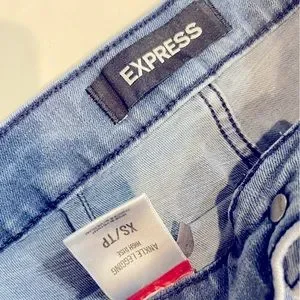 EXPRESS
ANKLE LEGGING
HIGH RISE
XS/TP